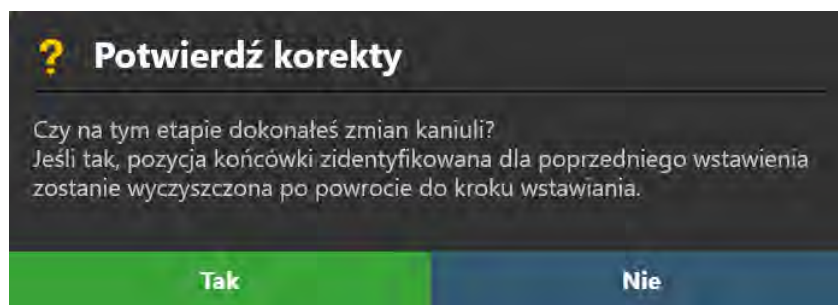 ? Potwierdź korekty
Czy na tym etapie dokonałeś zmian kaniuli?
Jeśli tak, pozycja końcówki zidentyfikowana dla poprzedniego wstawienia
zostanie wyczyszczona po powrocie do kroku wstawiania.
Tak Nie